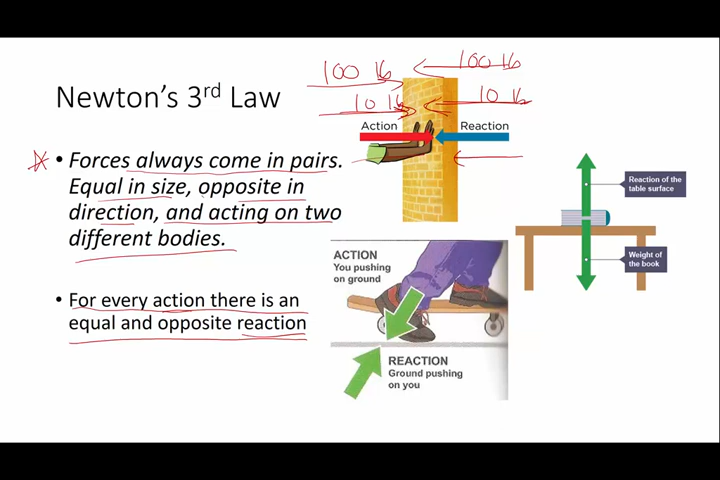 Newton's 3rd Law
• Forces always come in pairs.
Equal in size, opposite in
direction, and acting on two
different bodies.
• For every action there is an
equal and opposite reaction
100 lb
100 lb
10 lb
10 lb
Action
Reaction
ACTION
You pushing
on ground
REACTION
Ground pushing
on you
Reaction of the
table surface
Weight of
the book